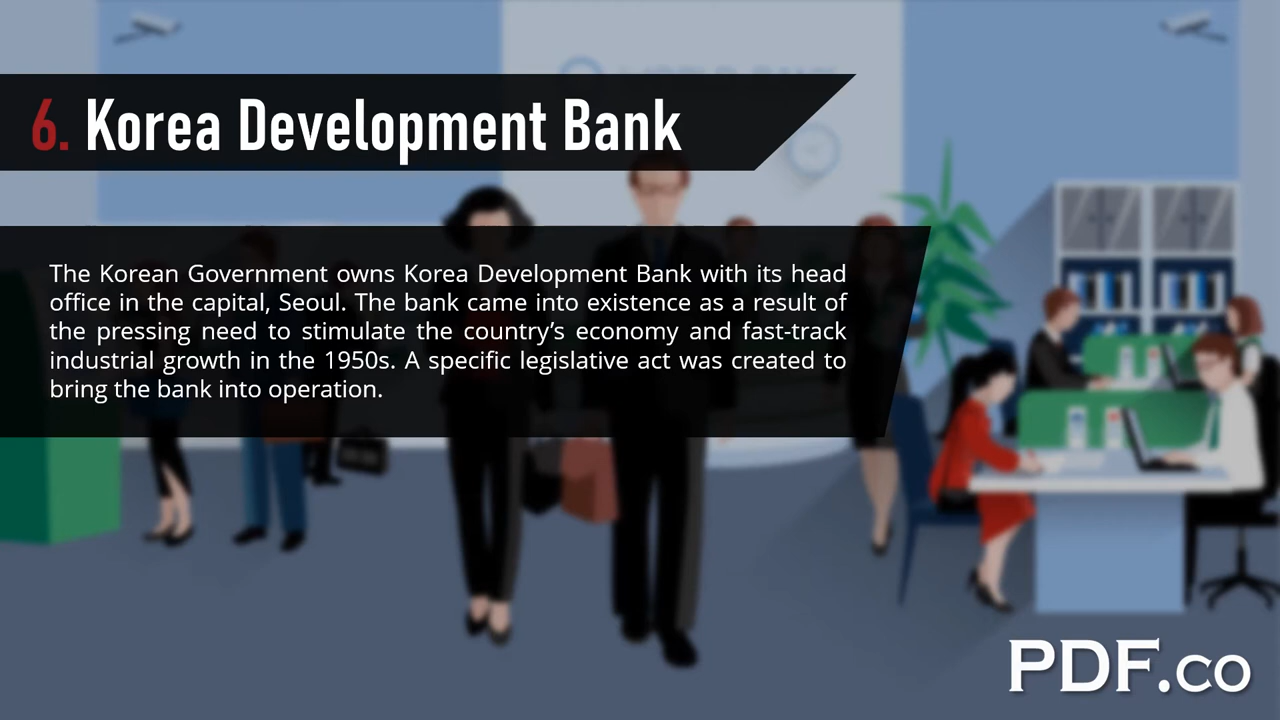 6. Korea Development Bank
The Korean Government owns Korea Development Bank with its head
office in the capital, Seoul. The bank came into existence as a result of
the pressing need to stimulate the country’s economy and fast-track
industrial growth in the 1950s. A specific legislative act was created to
bring the bank into operation.
PDF.co